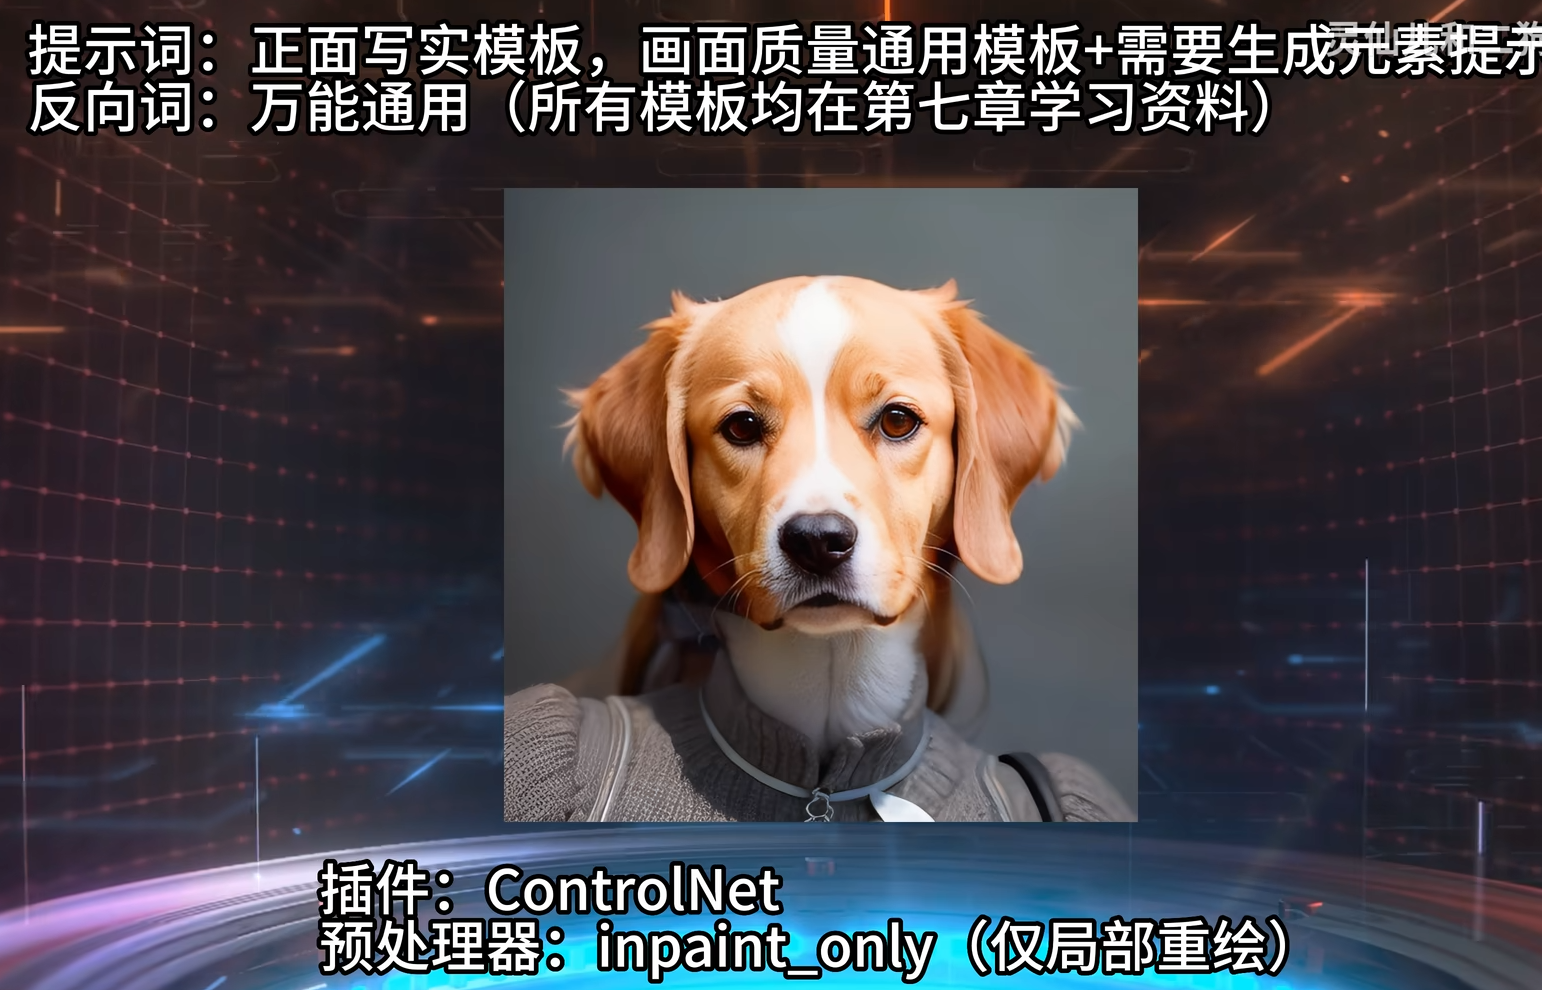 提示词：正面写实模板，画面质量通用模板+需要生成元素提示
反向词：万能通用（所有模板均在第七章学习资料）
插件：ControlNet
预处理器：inpaint_only（仅局部重绘）